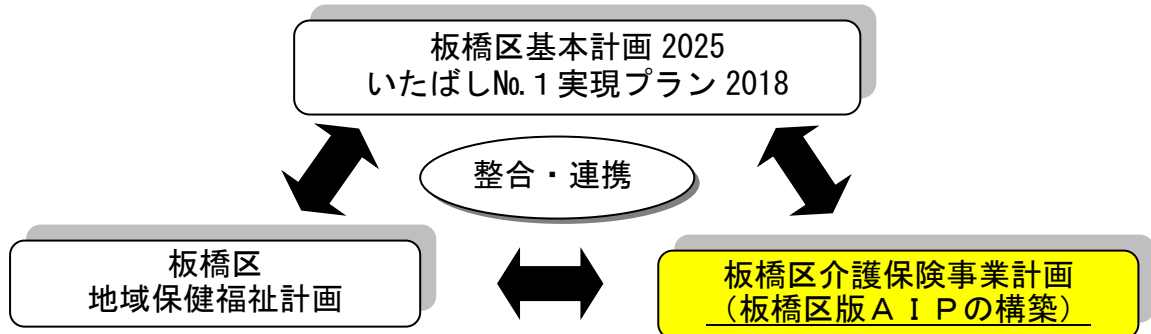 板橋区基本計画 2025
いたばし№１実現プラン 2018
整合・連携
板橋区
地域保健福祉計画
板橋区介護保険事業計画
（板橋区版ＡＩＰの構築）